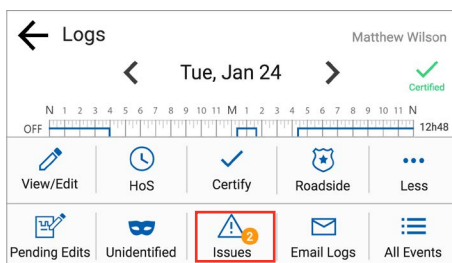 Logs Matthew Wilson
Tue, Jan 24
Certified
N 1 2 3 4 5 6 7 8 9 10 11 M 1 2 3 4 5 6 7 8 9 10 11 N
OFF 12h48
View/Edit HoS Certify Roadside Less
2
Pending Edits Unidentified Issues Email Logs All Events